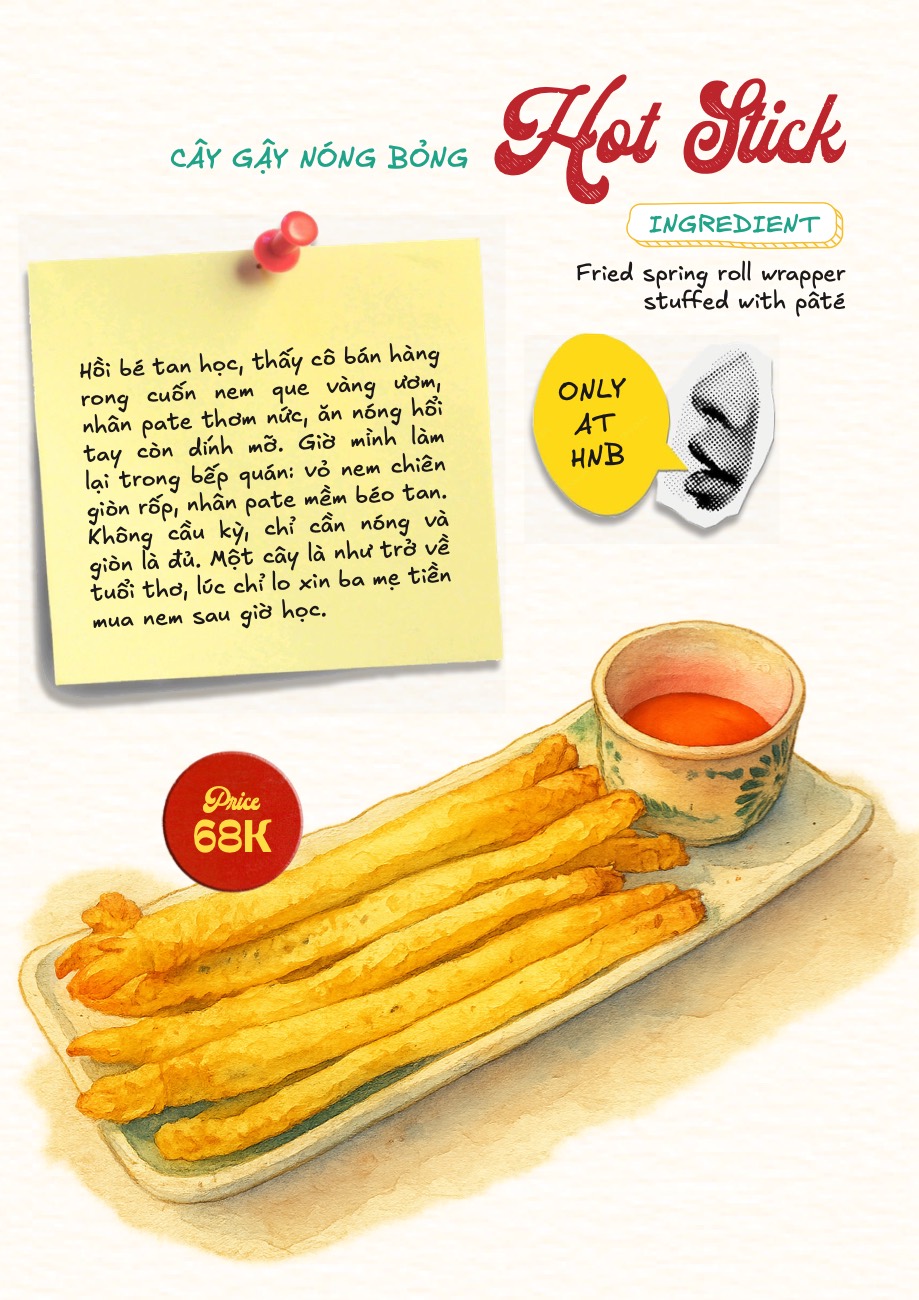 CÂY GẬY NÓNG BỎNG
Hot Stick
INGREDIENT
Fried spring roll wrapper
stuffed with pâté
Hồi bé tan học, thấy cô bán hàng
rong cuốn nem que vàng ươm,
nhân pate thơm nức, ăn nóng hổi
tay còn dính mỡ. Giờ mình làm
lại trong bếp quán: vỏ nem chiên
giòn rốp, nhân pate mềm béo tan.
Không cầu kỳ, chỉ cần nóng và
giòn là đủ. Một cây là như trở về
tuổi thơ, lúc chỉ lo xin ba mẹ tiền
mua nem sau giờ học.
ONLY
AT
HNB
Price
68K